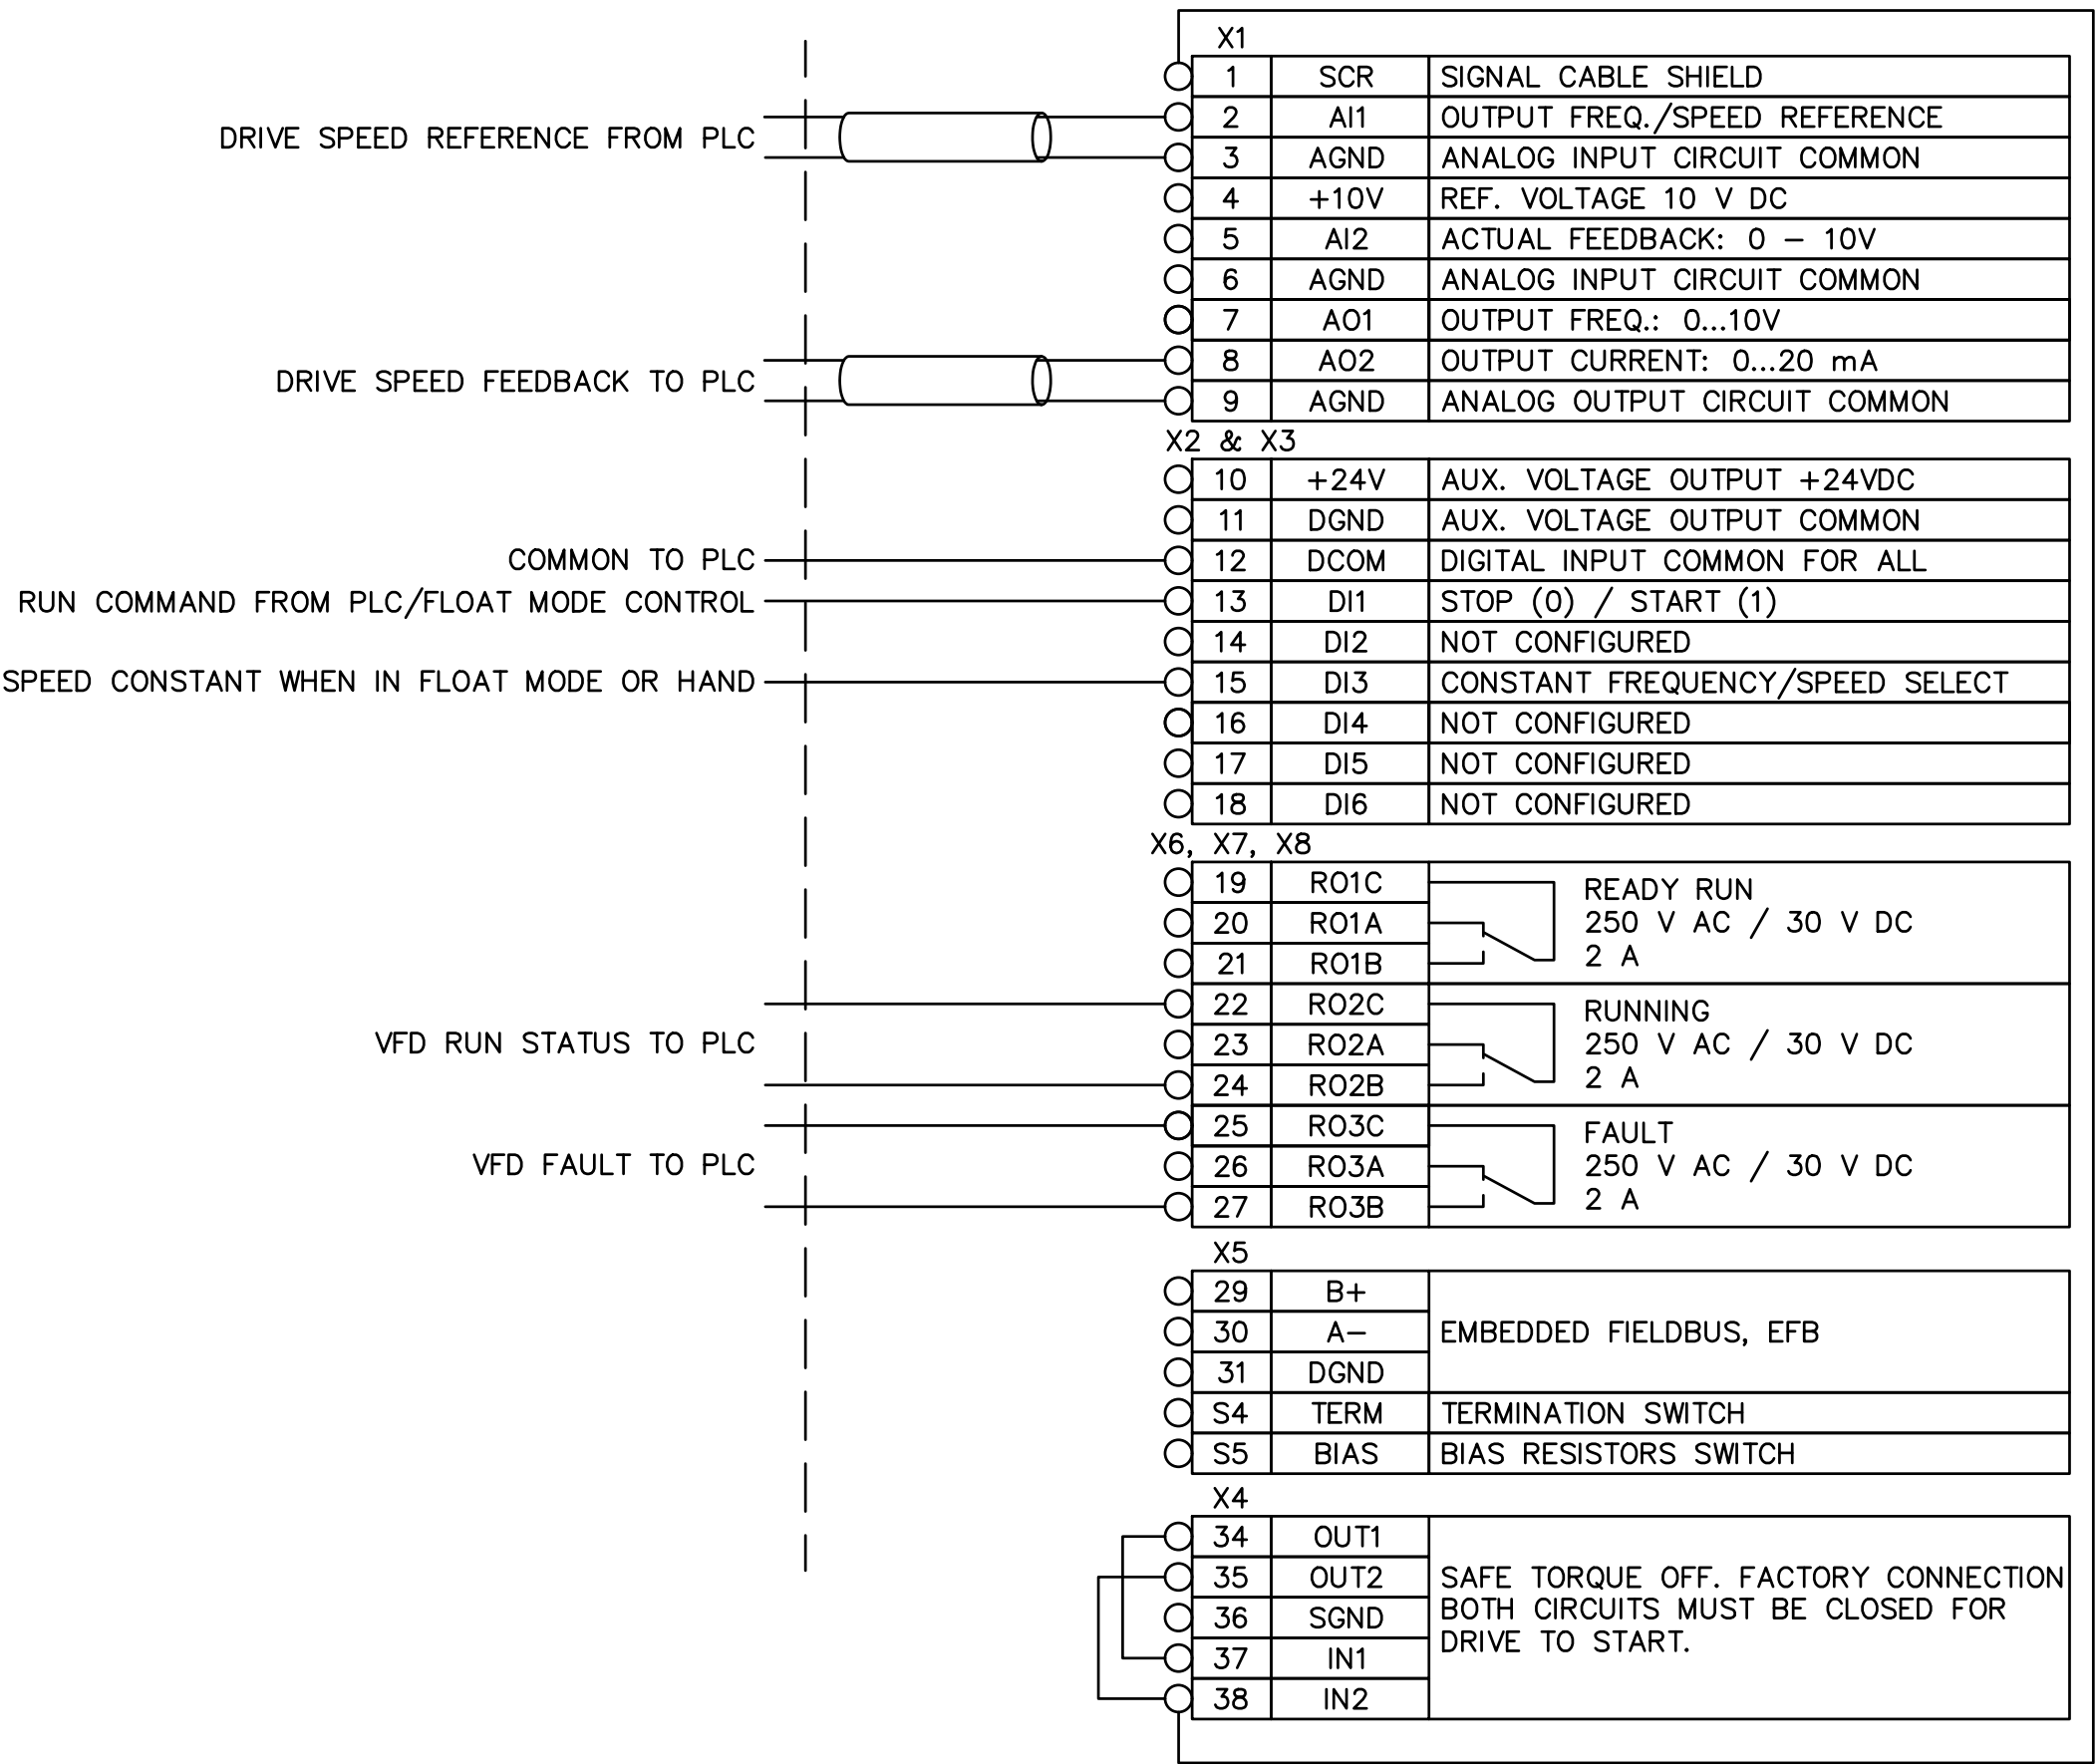 X1
1 SCR SIGNAL CABLE SHIELD
2 AI1 OUTPUT FREQ./SPEED REFERENCE
DRIVE SPEED REFERENCE FROM PLC
3 AGND ANALOG INPUT CIRCUIT COMMON
4 +10V REF. VOLTAGE 10 V DC
5 AI2 ACTUAL FEEDBACK: 0 – 10V
6 AGND ANALOG INPUT CIRCUIT COMMON
7 AO1 OUTPUT FREQ.: 0...10V
8 AO2 OUTPUT CURRENT: 0...20 mA
DRIVE SPEED FEEDBACK TO PLC
9 AGND ANALOG OUTPUT CIRCUIT COMMON
X2 & X3
10 +24V AUX. VOLTAGE OUTPUT +24VDC
11 DGND AUX. VOLTAGE OUTPUT COMMON
COMMON TO PLC 12 DCOM DIGITAL INPUT COMMON FOR ALL
RUN COMMAND FROM PLC/FLOAT MODE CONTROL 13 DI1 STOP (0) / START (1)
14 DI2 NOT CONFIGURED
SPEED CONSTANT WHEN IN FLOAT MODE OR HAND 15 DI3 CONSTANT FREQUENCY/SPEED SELECT
16 DI4 NOT CONFIGURED
17 DI5 NOT CONFIGURED
18 DI6 NOT CONFIGURED
X6, X7, X8
19 RO1C READY RUN
20 RO1A 250 V AC / 30 V DC
21 RO1B 2 A
22 RO2C RUNNING
VFD RUN STATUS TO PLC 23 RO2A 250 V AC / 30 V DC
24 RO2B 2 A
25 RO3C FAULT
VFD FAULT TO PLC 26 RO3A 250 V AC / 30 V DC
27 RO3B 2 A
X5
29 B+
30 A– EMBEDDED FIELDBUS, EFB
31 DGND
S4 TERM TERMINATION SWITCH
S5 BIAS BIAS RESISTORS SWITCH
X4
34 OUT1
35 OUT2 SAFE TORQUE OFF. FACTORY CONNECTION
36 SGND BOTH CIRCUITS MUST BE CLOSED FOR
37 IN1 DRIVE TO START.
38 IN2